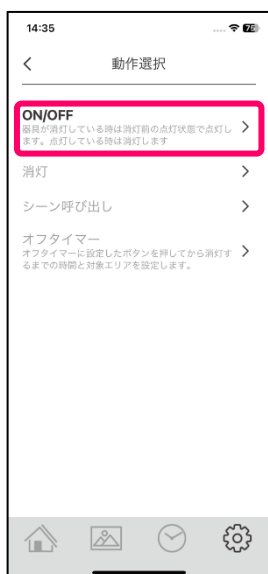 14:35
動作選択
ON/OFF
器具が消灯している時は消灯前の点灯状態で点灯し
ます。点灯している時は消灯します
消灯
シーン呼び出し
オフタイマー
オフタイマーに設定したボタンを押してから消灯す
るまでの時間と対象エリアを設定します。